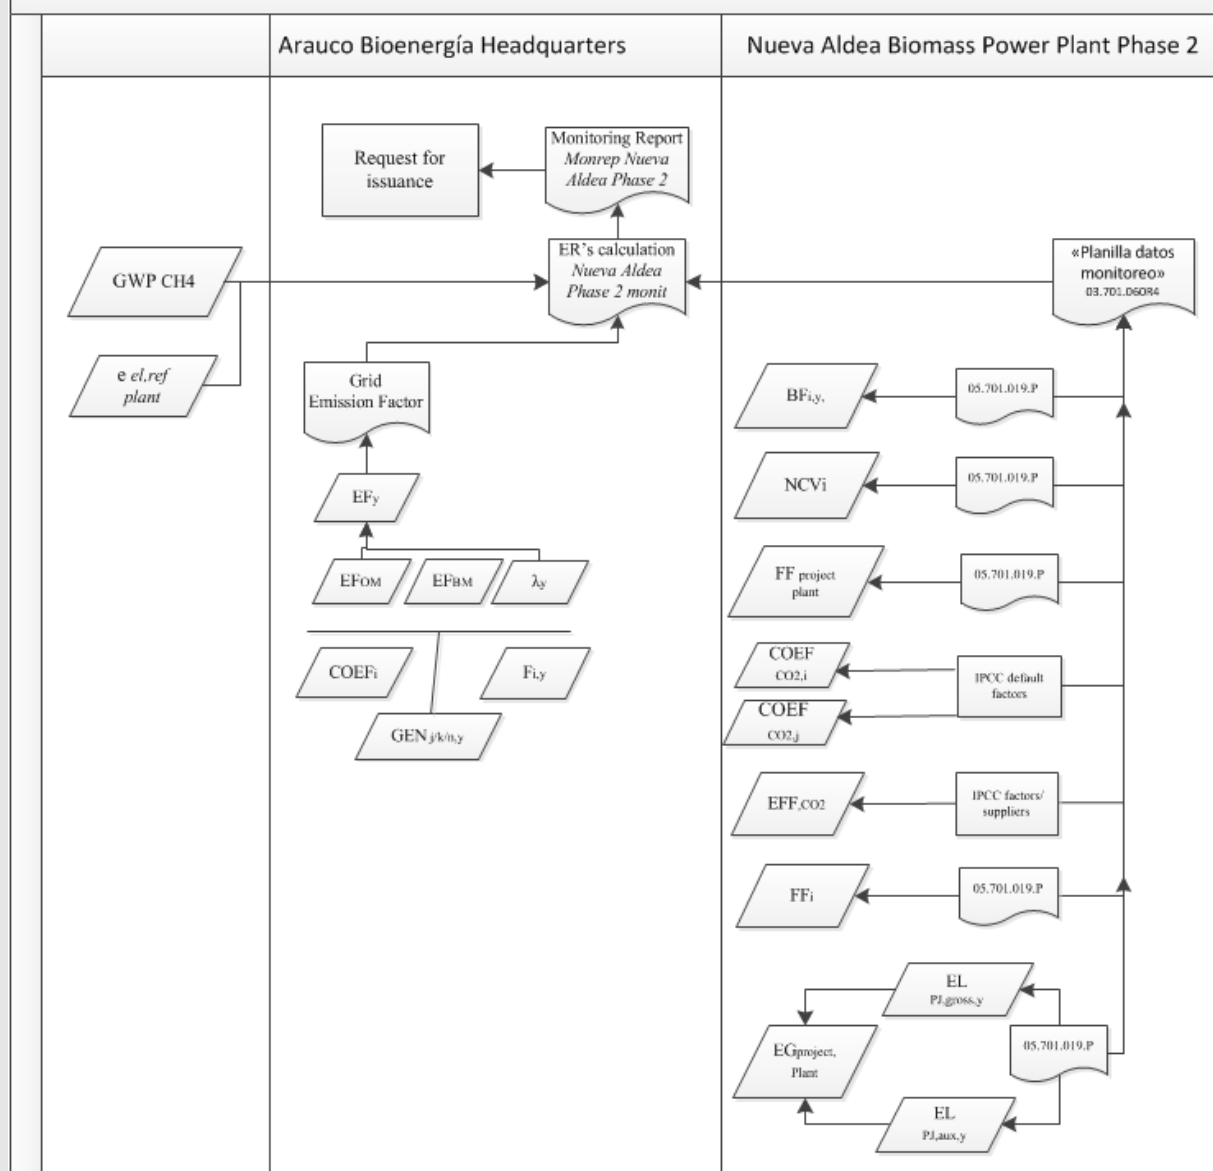 Arauco Bioenergía Headquarters
Nueva Aldea Biomass Power Plant Phase 2
Request for
issuance
Monitoring Report
Monrep Nueva
Aldea Phase 2
GWP CH4
e el,ref
plant
ER's calculation
Nueva Aldea
Phase 2 monit
Grid
Emission Factor
EFy
EFOM
EFBM
λy
COEFi
Fi,y
GEN j/k/n,y
«Planilla datos
monitoreo»
03.701.060R4
BFi,y,
05.701.019.P
NCVi
05.701.019.P
FF project
plant
05.701.019.P
COEF
CO2,i
COEF
CO2,j
IPCC default
factors
EFF,CO2
IPCC factors/
suppliers
FFi
05.701.019.P
EL
PJ,gross,y
EGproject,
Plant
05.701.019.P
EL
PJ,aux,y